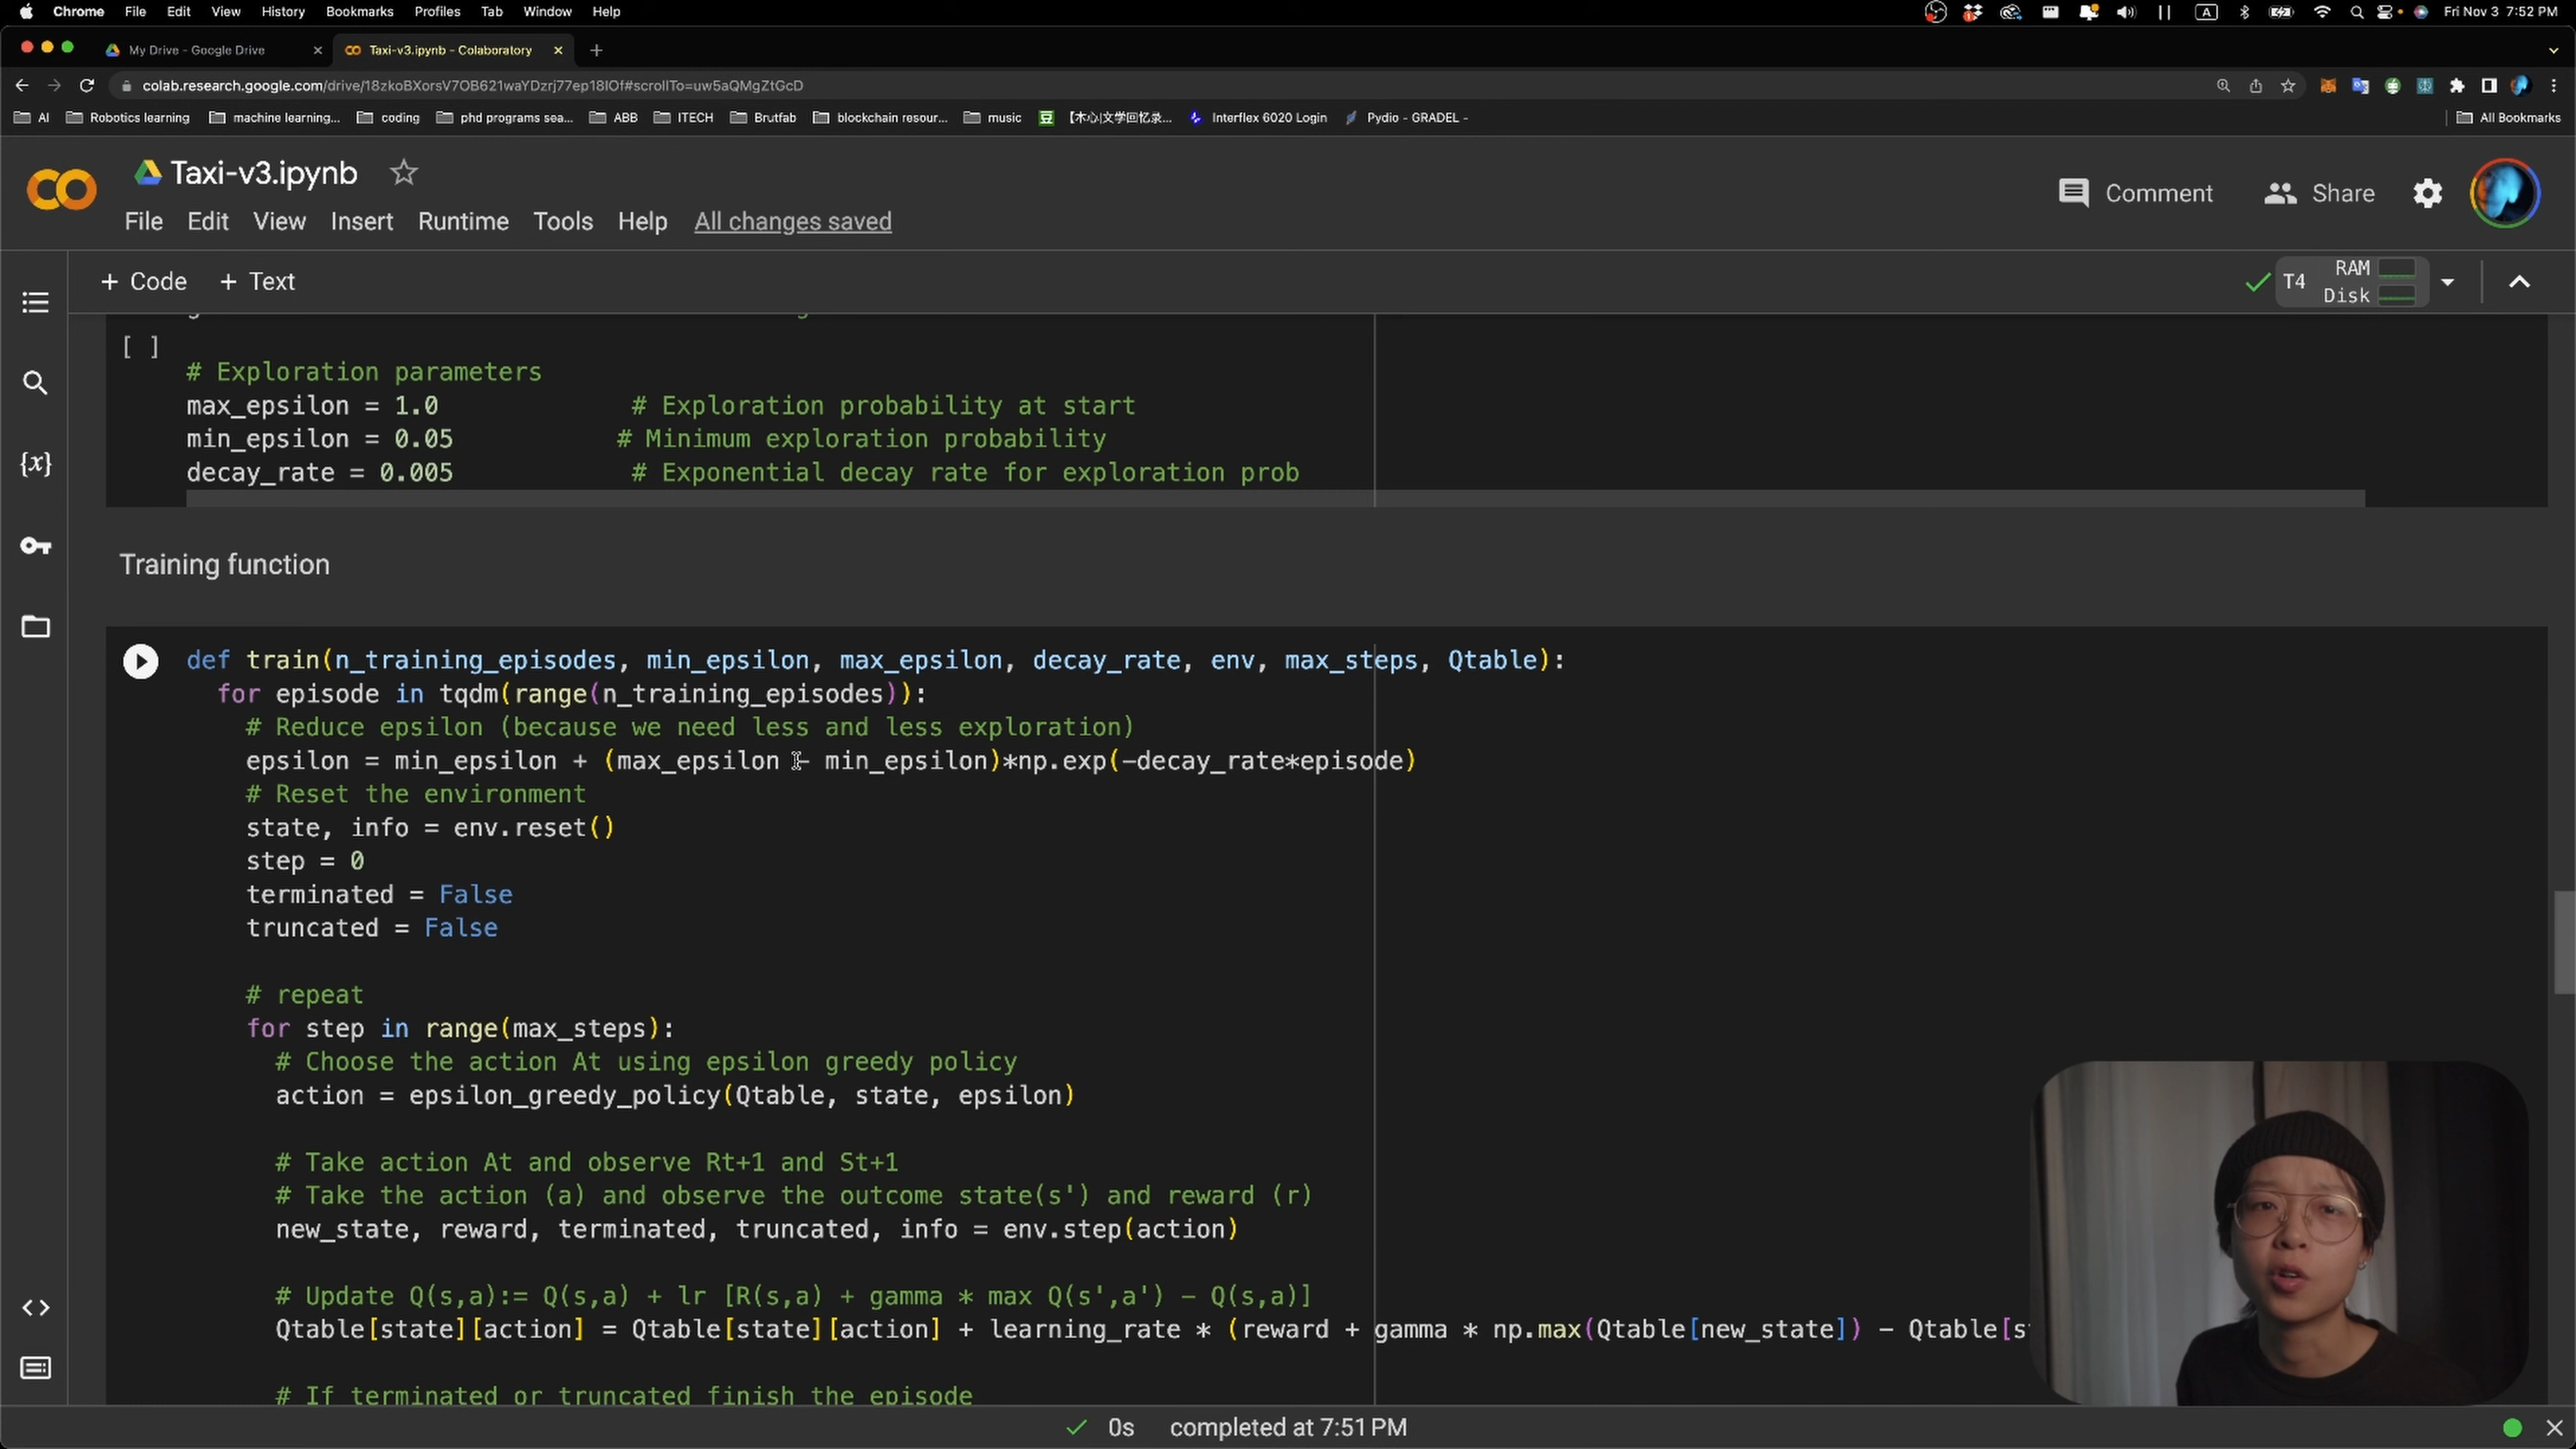 Chrome File Edit View History Bookmarks Profiles Tab Window Help
A
Fri Nov 3 7:52 PM
My Drive - Google Drive
Taxi-v3.ipynb - Colaboratory
colab.research.google.com/drive/18zkoBXorsV7OB621waYDzrj77ep18IOf#scrollTo=uw5aQMgZtGcD
AI Robotics learning machine learning... coding phd programs sea... ABB ITECH Brutfab blockchain resour... music 豆 【木心|文学回忆录... Interflex 6020 Login Pydio - GRADEL - All Bookmarks
CO Taxi-v3.ipynb
File Edit View Insert Runtime Tools Help All changes saved
Comment Share
+ Code + Text
T4 RAM
Disk
[ ]
# Exploration parameters
max_epsilon = 1.0 # Exploration probability at start
min_epsilon = 0.05 # Minimum exploration probability
decay_rate = 0.005 # Exponential decay rate for exploration prob
{x}
Training function
def train(n_training_episodes, min_epsilon, max_epsilon, decay_rate, env, max_steps, Qtable):
for episode in tqdm(range(n_training_episodes)):
# Reduce epsilon (because we need less and less exploration)
epsilon = min_epsilon + (max_epsilon - min_epsilon)*np.exp(-decay_rate*episode)
# Reset the environment
state, info = env.reset()
step = 0
terminated = False
truncated = False
# repeat
for step in range(max_steps):
# Choose the action At using epsilon greedy policy
action = epsilon_greedy_policy(Qtable, state, epsilon)
# Take action At and observe Rt+1 and St+1
# Take the action (a) and observe the outcome state(s') and reward (r)
new_state, reward, terminated, truncated, info = env.step(action)
# Update Q(s,a):= Q(s,a) + lr [R(s,a) + gamma * max Q(s',a') - Q(s,a)]
Qtable[state][action] = Qtable[state][action] + learning_rate * (reward + gamma * np.max(Qtable[new_state]) - Qtable[s
# If terminated or truncated finish the episode
0s completed at 7:51 PM